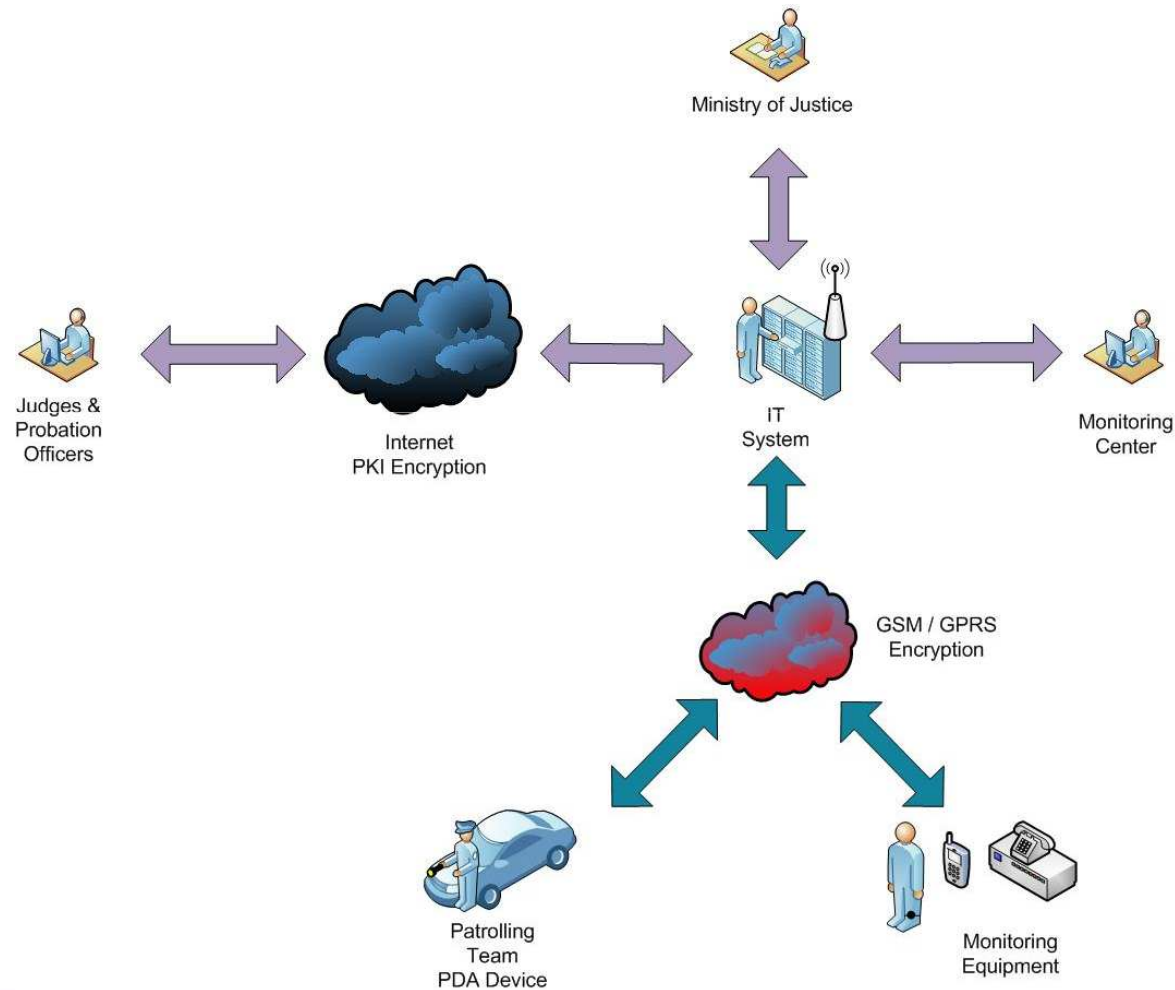 Ministry of Justice
Judges &
Probation
Officers
Internet
PKI Encryption
IT
System
Monitoring
Center
GSM / GPRS
Encryption
Patrolling
Team
PDA Device
Monitoring
Equipment